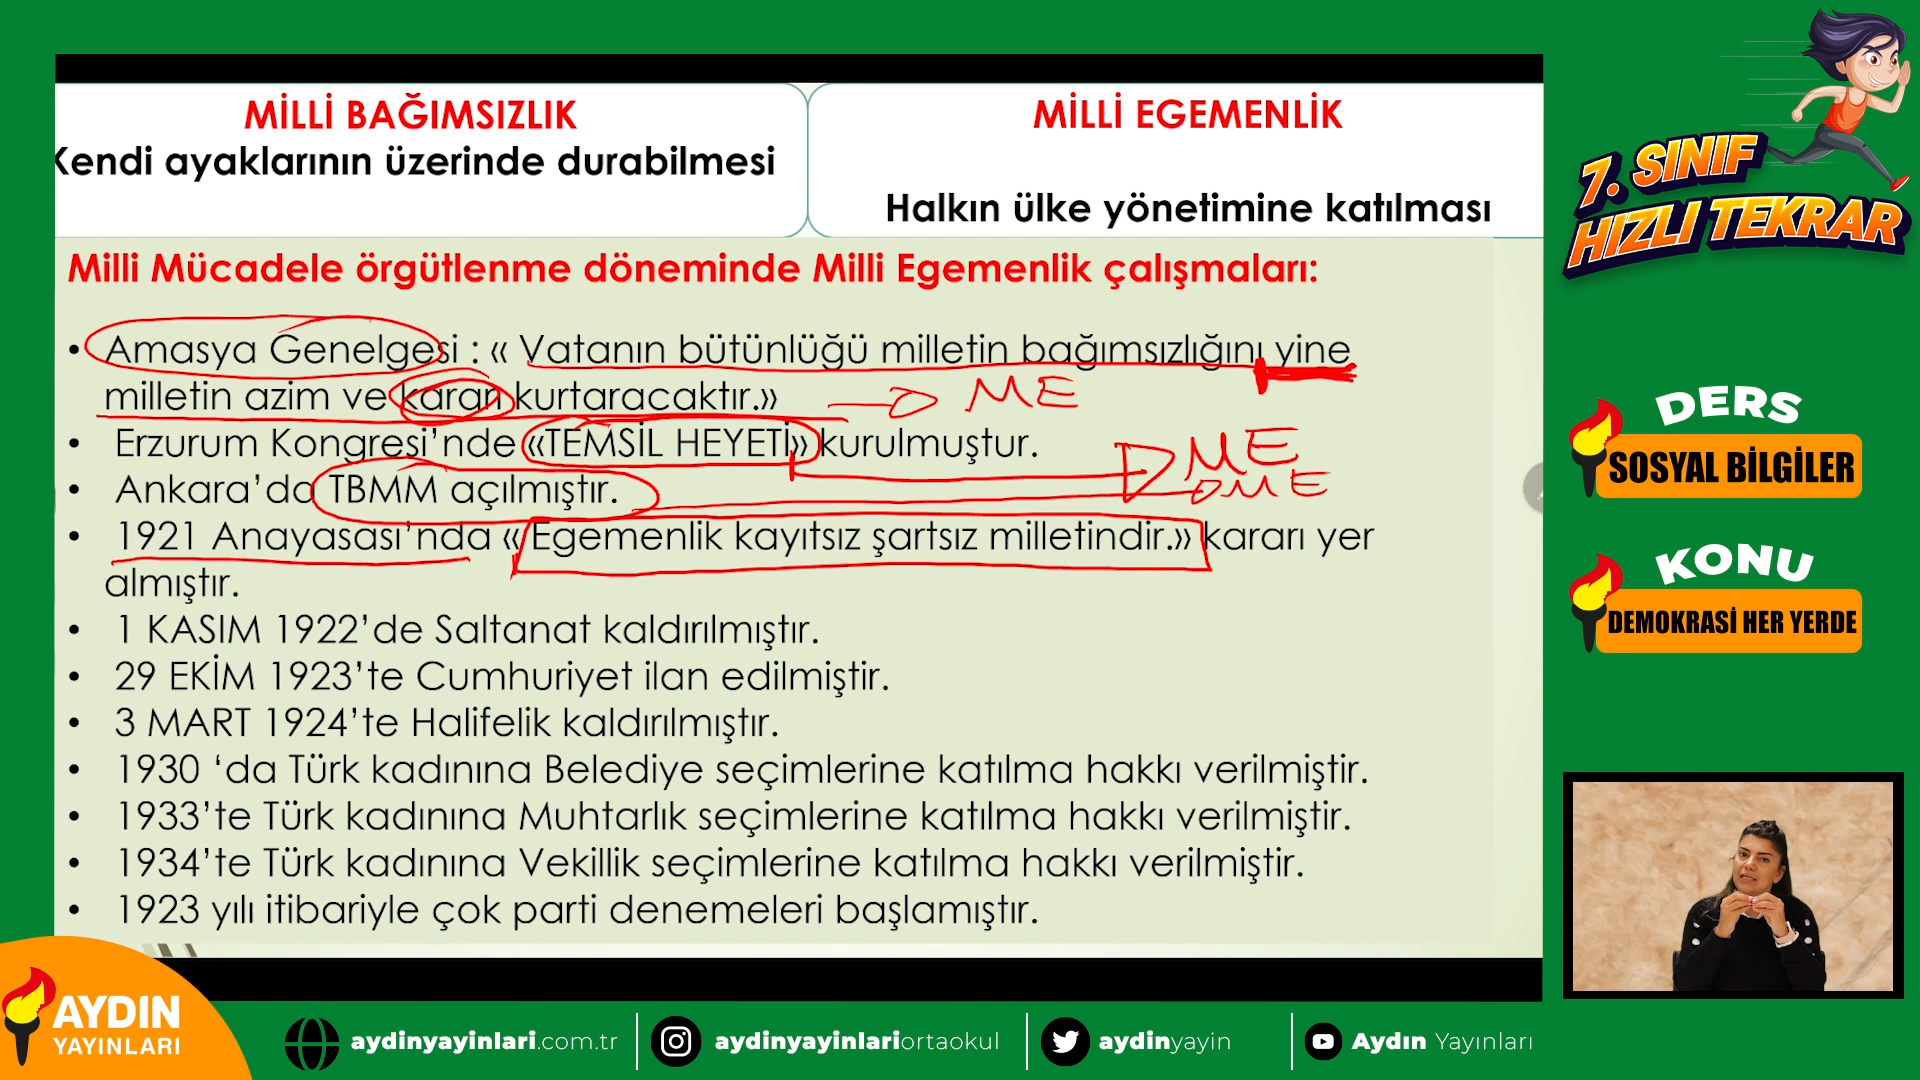 MİLLİ BAĞIMSIZLIK
Kendi ayaklarının üzerinde durabilmesi
MİLLİ EGEMENLİK
Halkın ülke yönetimine katılması
Milli Mücadele örgütlenme döneminde Milli Egemenlik çalışmaları:
• Amasya Genelgesi : « Vatanın bütünlüğü milletin bağımsızlığını yine
milletin azim ve kararı kurtaracaktır.» ME
• Erzurum Kongresi’nde «TEMSİL HEYETİ» kurulmuştur. ME
• Ankara’da TBMM açılmıştır. ME
• 1921 Anayasası’nda « Egemenlik kayıtsız şartsız milletindir.» kararı yer
almıştır.
• 1 KASIM 1922’de Saltanat kaldırılmıştır.
• 29 EKİM 1923’te Cumhuriyet ilan edilmiştir.
• 3 MART 1924’te Halifelik kaldırılmıştır.
• 1930 ‘da Türk kadınına Belediye seçimlerine katılma hakkı verilmiştir.
• 1933’te Türk kadınına Muhtarlık seçimlerine katılma hakkı verilmiştir.
• 1934’te Türk kadınına Vekillik seçimlerine katılma hakkı verilmiştir.
• 1923 yılı itibariyle çok parti denemeleri başlamıştır.
7. SINIF
HIZLI TEKRAR
DERS
SOSYAL BİLGİLER
KONU
DEMOKRASİ HER YERDE
AYDIN
YAYINLARI
aydinyayinlari.com.tr
aydinyayinlariortaokul
aydinyayin
Aydın Yayınları